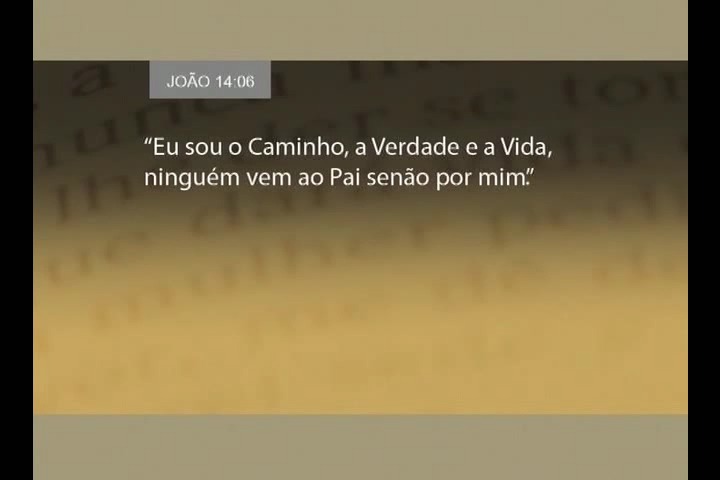 JOÃO 14:06
“Eu sou o Caminho, a Verdade e a Vida,
ninguém vem ao Pai senão por mim.”